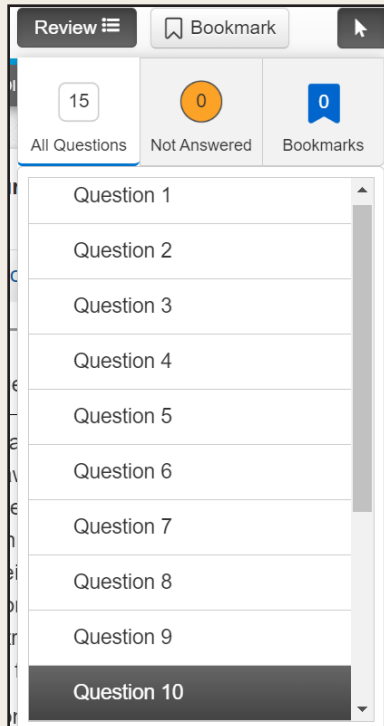 Review
Bookmark
15
0
0
All Questions
Not Answered
Bookmarks
Question 1
Question 2
Question 3
Question 4
Question 5
Question 6
Question 7
Question 8
Question 9
Question 10